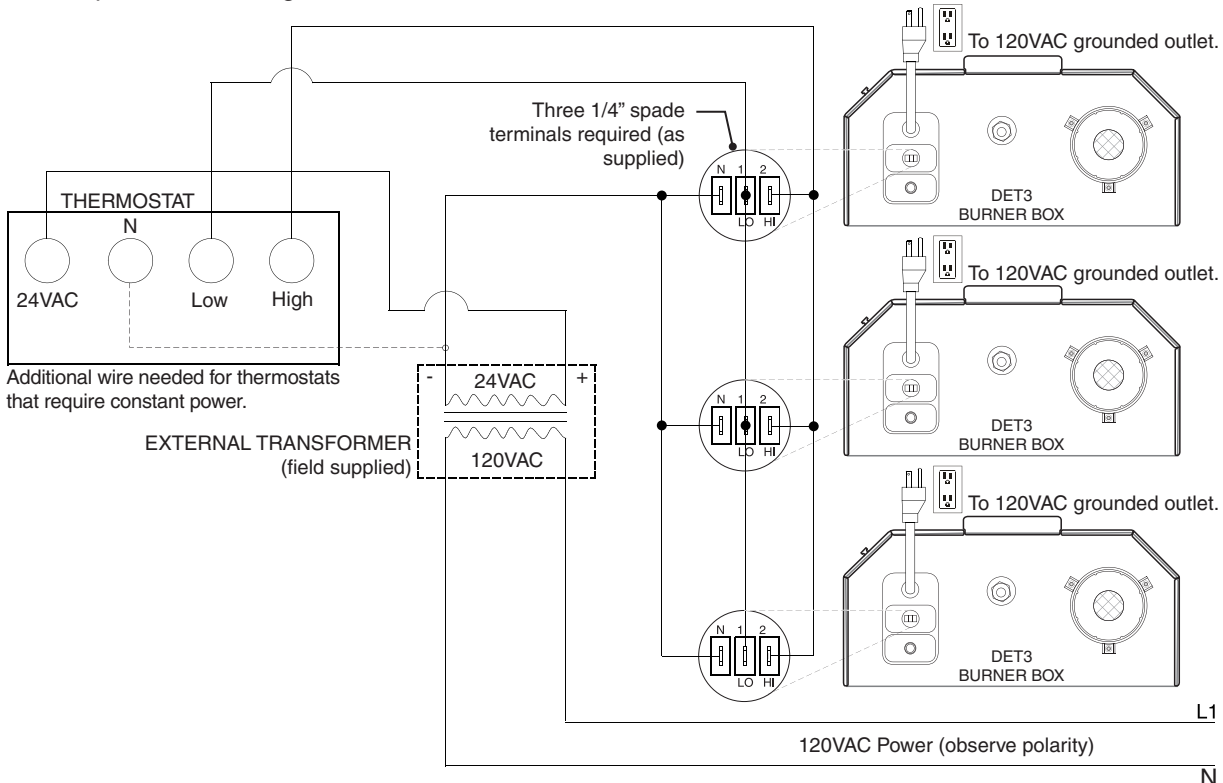 To 120VAC grounded outlet.
Three 1/4” spade
terminals required (as
supplied)
N 1 2
LO HI
DET3
BURNER BOX
THERMOSTAT
N
24VAC
Low
High
Additional wire needed for thermostats
that require constant power.
To 120VAC grounded outlet.
- 24VAC +
120VAC
EXTERNAL TRANSFORMER
(field supplied)
N 1 2
LO HI
DET3
BURNER BOX
To 120VAC grounded outlet.
N 1 2
LO HI
DET3
BURNER BOX
L1
120VAC Power (observe polarity)
N